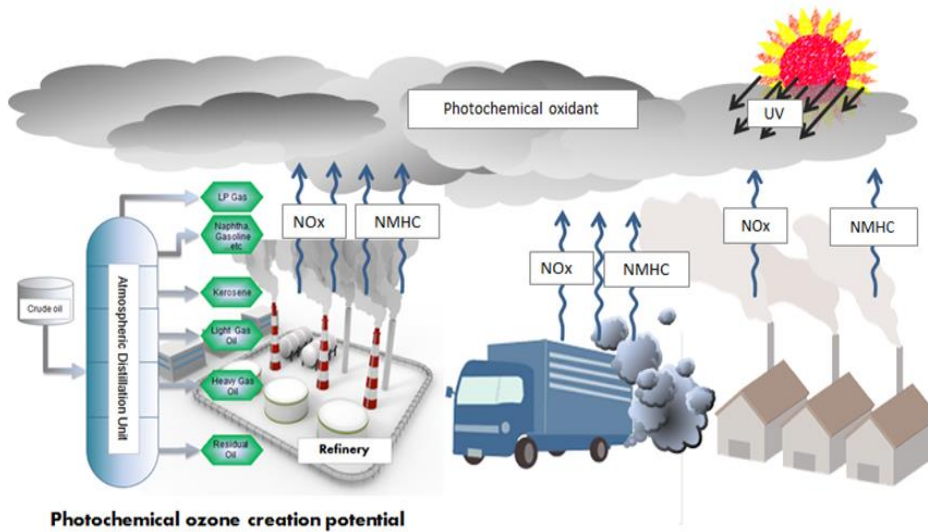 Photochemical oxidant
UV
LP Gas
Naphtha,
Gasoline
etc
Kerosene
Light Gas
Oil
Heavy Gas
Oil
Residual
Oil
Crude oil
Atmospheric Distillation Unit
NOx
NMHC
Refinery
NOx
NMHC
NOx
NMHC
Photochemical ozone creation potential